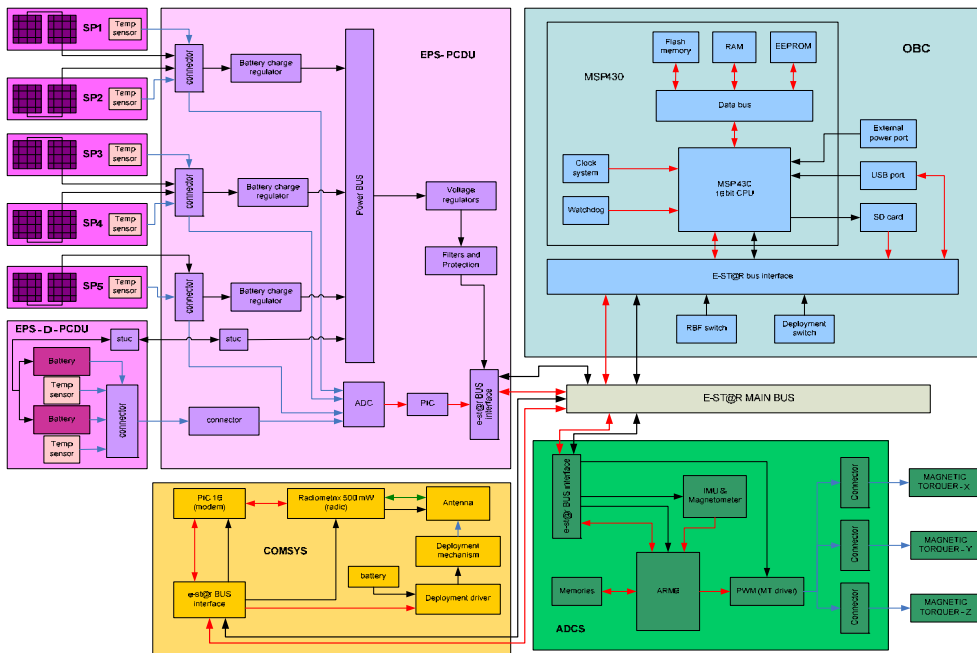 SP1
Temp
sensor
SP2
Temp
sensor
SP3
Temp
sensor
SP4
Temp
sensor
SP5
Temp
sensor
EPS-D-PCDU
stuc
Battery
Temp
sensor
Battery
Temp
sensor
connector
EPS-PCDU
connector
Battery charge
regulator
connector
Battery charge
regulator
connector
Battery charge
regulator
stuc
Power BUS
Voltage
regulators
Filters and
Protection
connector
ADC
PIC
e-st@r BUS
interface
OBC
MSP430
Flash
memory
RAM
EEPROM
Data bus
Clock
system
Watchdog
MSP430
16bit CPU
External
power port
USB port
SD card
E-ST@R bus interface
RBF switch
Deployment
switch
E-ST@R MAIN BUS
COMSYS
PIC 16
(modem)
Radiometrix 500 mW
(radio)
Antenna
Deployment
mechanism
battery
Deployment driver
e-st@r BUS
interface
ADCS
e-st@r BUS
interface
IMU &
Magnetometer
Memories
ARM9
PWM (MT driver)
Connector
Connector
Connector
MAGNETIC
TORQUER-X
MAGNETIC
TORQUER-Y
MAGNETIC
TORQUER-Z